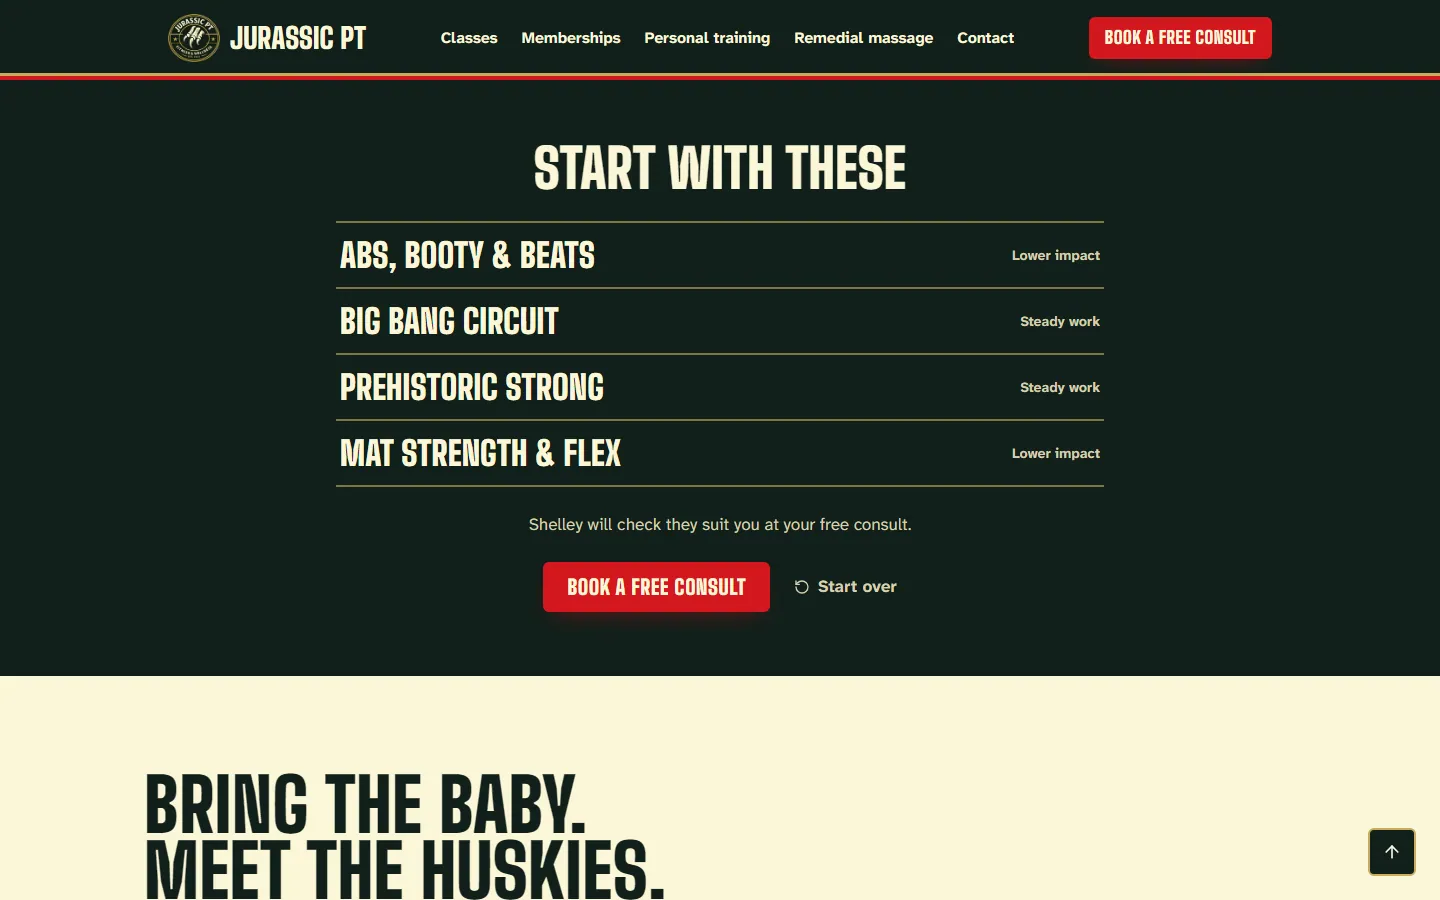 JURASSIC PT
JURASSIC PT
Classes
Memberships
Personal training
Remedial massage
Contact
BOOK A FREE CONSULT
START WITH THESE
ABS, BOOTY & BEATS
Lower impact
BIG BANG CIRCUIT
Steady work
PREHISTORIC STRONG
Steady work
MAT STRENGTH & FLEX
Lower impact
Shelley will check they suit you at your free consult.
BOOK A FREE CONSULT
Start over
BRING THE BABY.
MEET THE HUSKIES.